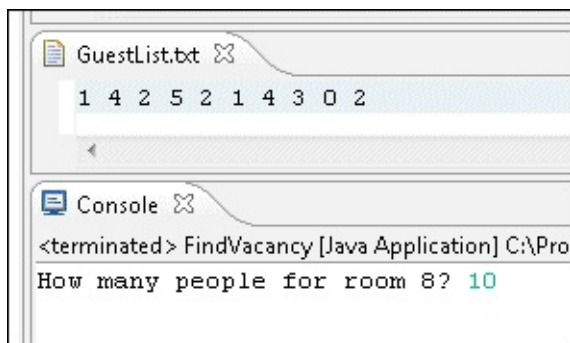 GuestList.txt
1 4 2 5 2 1 4 3 0 2
Console
<terminated> FindVacancy [Java Application] C:\Pro
How many people for room 8? 10